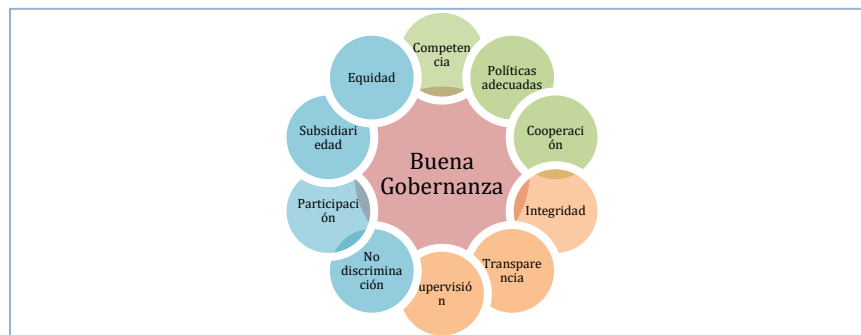 Competen
cia
Políticas
adecuadas
Cooperaci
ón
Integridad
Transpare
ncia
upervisió
n
No
discrimina
ción
Participaci
ón
Subsidiari
edad
Equidad
Buena
Gobernanza